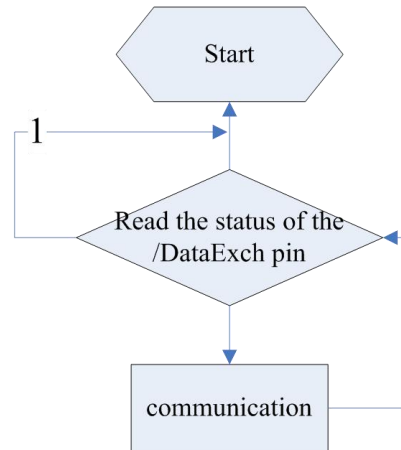 Start
1
Read the status of the
/DataExch pin
communication